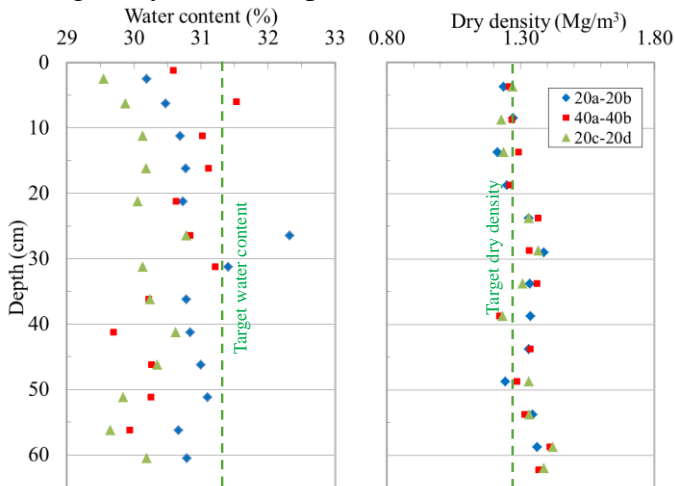 Water content (%)
29 30 31 32 33
0
10
20
30
40
50
60
Depth (cm)
Target water content
Dry density (Mg/m³)
0.80 1.30 1.80
20a-20b
40a-40b
20c-20d
Target dry density